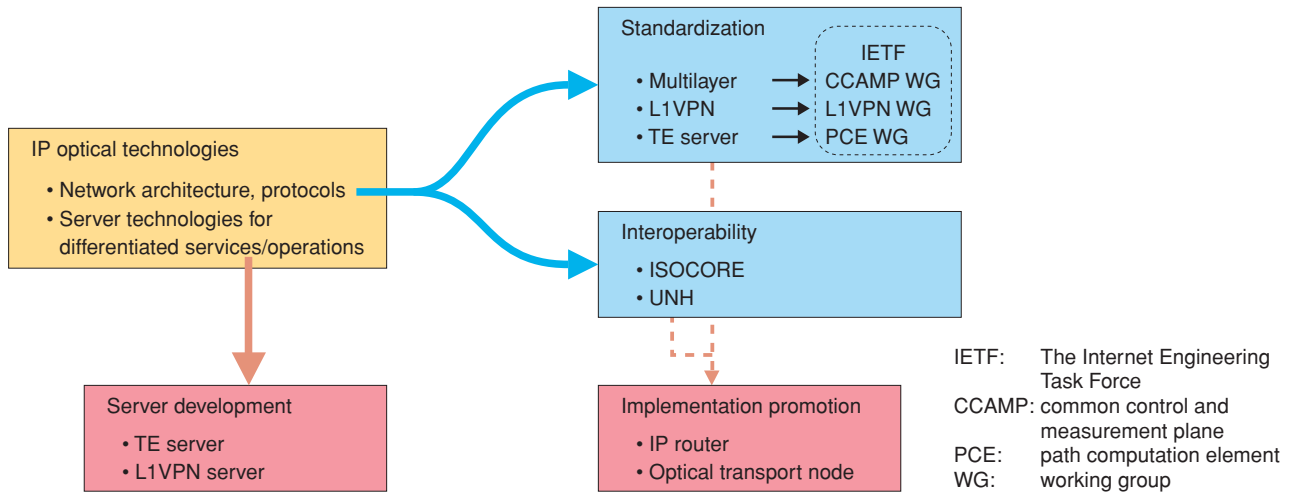 Standardization
IETF
• Multilayer
CCAMP WG
• L1VPN
L1VPN WG
• TE server
PCE WG
IP optical technologies
• Network architecture, protocols
• Server technologies for
differentiated services/operations
Interoperability
• ISOCORE
• UNH
Server development
• TE server
• L1VPN server
Implementation promotion
• IP router
• Optical transport node
IETF: The Internet Engineering
Task Force
CCAMP: common control and
measurement plane
PCE: path computation element
WG: working group